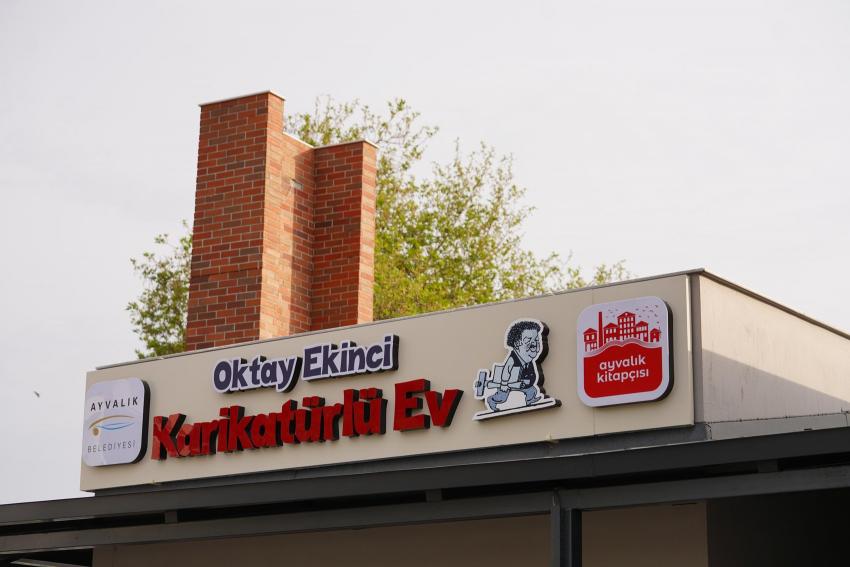 AYVALIK
BELEDİYESİ
Oktay Ekinci
Karikatürlü Ev
ayvalık
kitapçısı